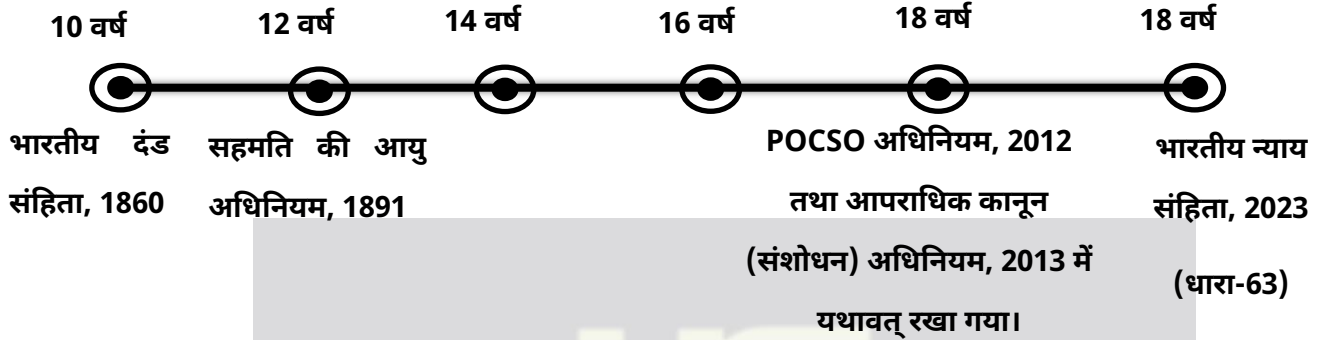 10 वर्ष 12 वर्ष 14 वर्ष 16 वर्ष 18 वर्ष 18 वर्ष
भारतीय दंड
संहिता, 1860
सहमति की आयु
अधिनियम, 1891
POCSO अधिनियम, 2012
तथा आपराधिक कानून
(संशोधन) अधिनियम, 2013 में
यथावत् रखा गया।
भारतीय न्याय
संहिता, 2023
(धारा-63)